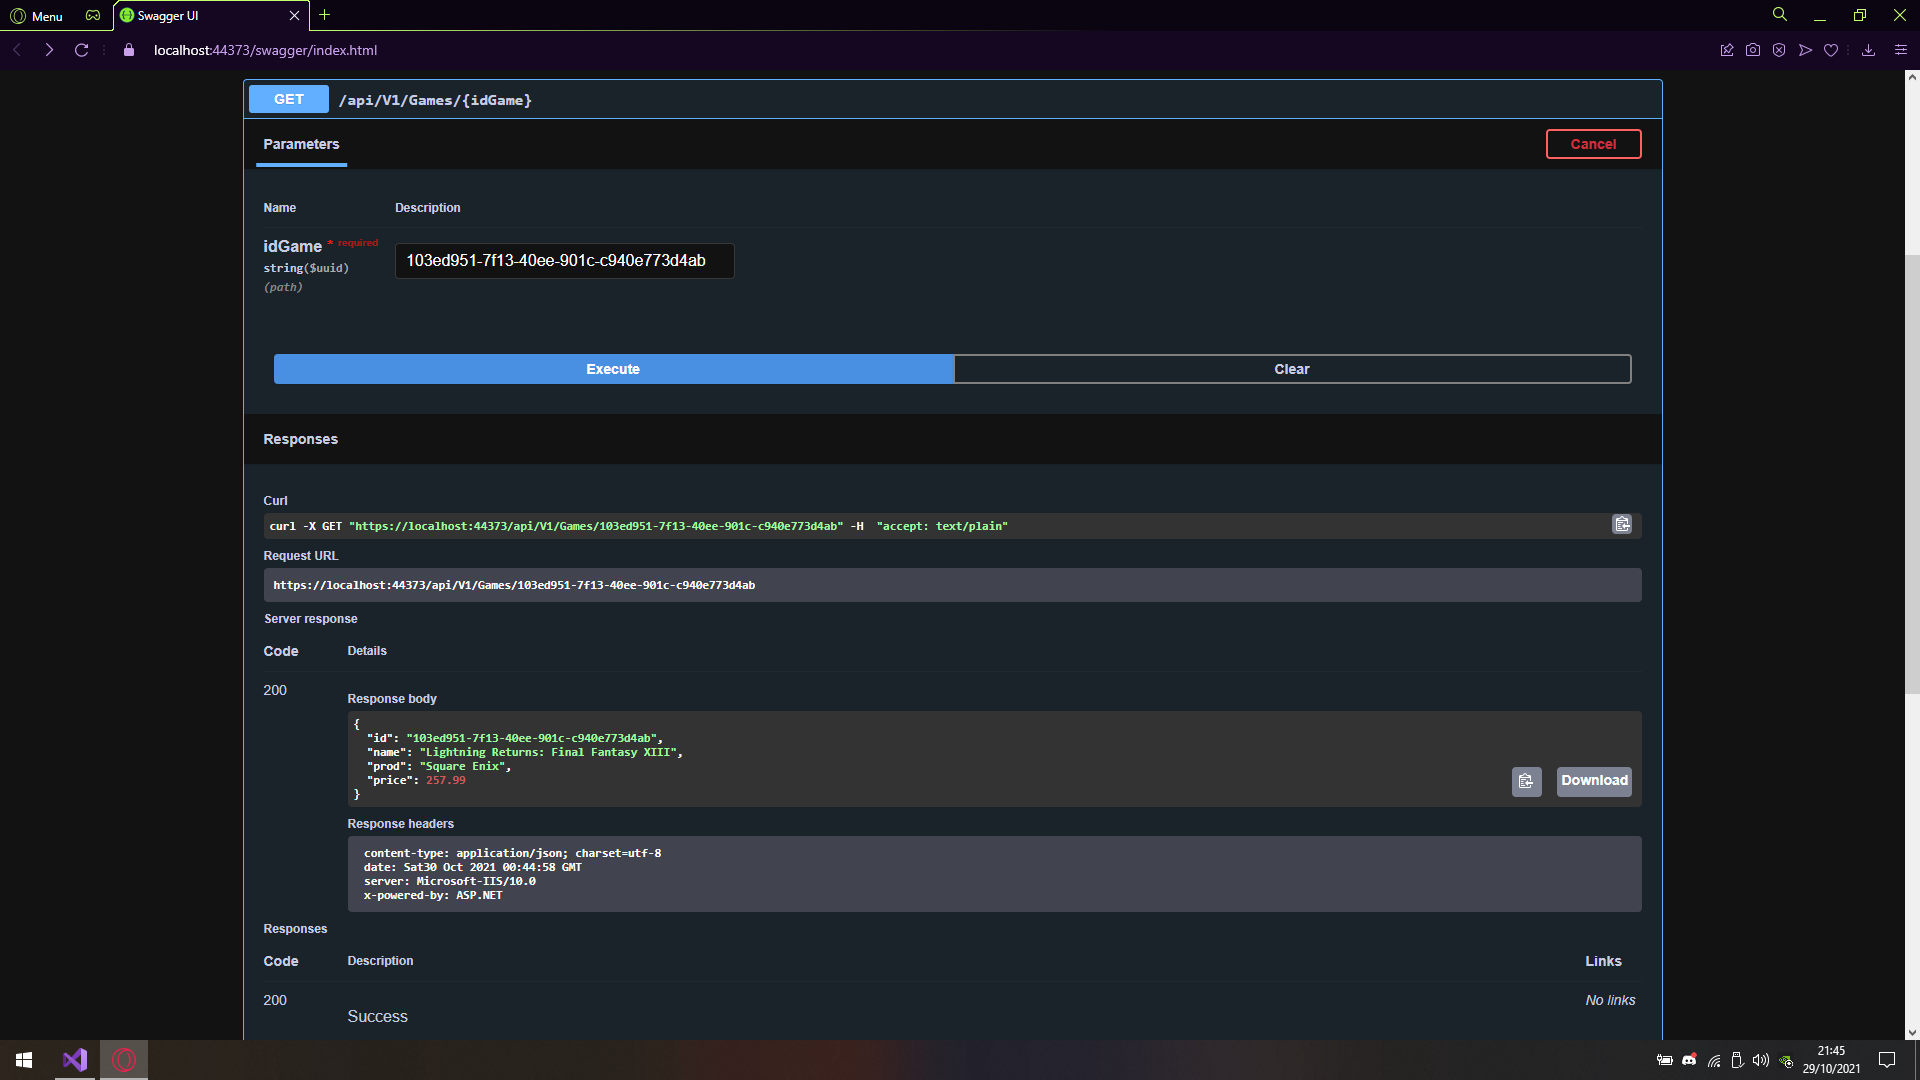 Menu
Swagger UI
localhost:44373/swagger/index.html
GET /api/V1/Games/{idGame}
Parameters
Cancel
Name Description
idGame * required
string($uuid)
(path)
103ed951-7f13-40ee-901c-c940e773d4ab
Execute
Clear
Responses
Curl
curl -X GET "https://localhost:44373/api/V1/Games/103ed951-7f13-40ee-901c-c940e773d4ab" -H  "accept: text/plain"
Request URL
https://localhost:44373/api/V1/Games/103ed951-7f13-40ee-901c-c940e773d4ab
Server response
Code Details
200
Response body
{
  "id": "103ed951-7f13-40ee-901c-c940e773d4ab",
  "name": "Lightning Returns: Final Fantasy XIII",
  "prod": "Square Enix",
  "price": 257.99
}
Download
Response headers
content-type: application/json; charset=utf-8
date: Sat30 Oct 2021 00:44:58 GMT
server: Microsoft-IIS/10.0
x-powered-by: ASP.NET
Responses
Code Description Links
200
Success
No links
21:45
29/10/2021